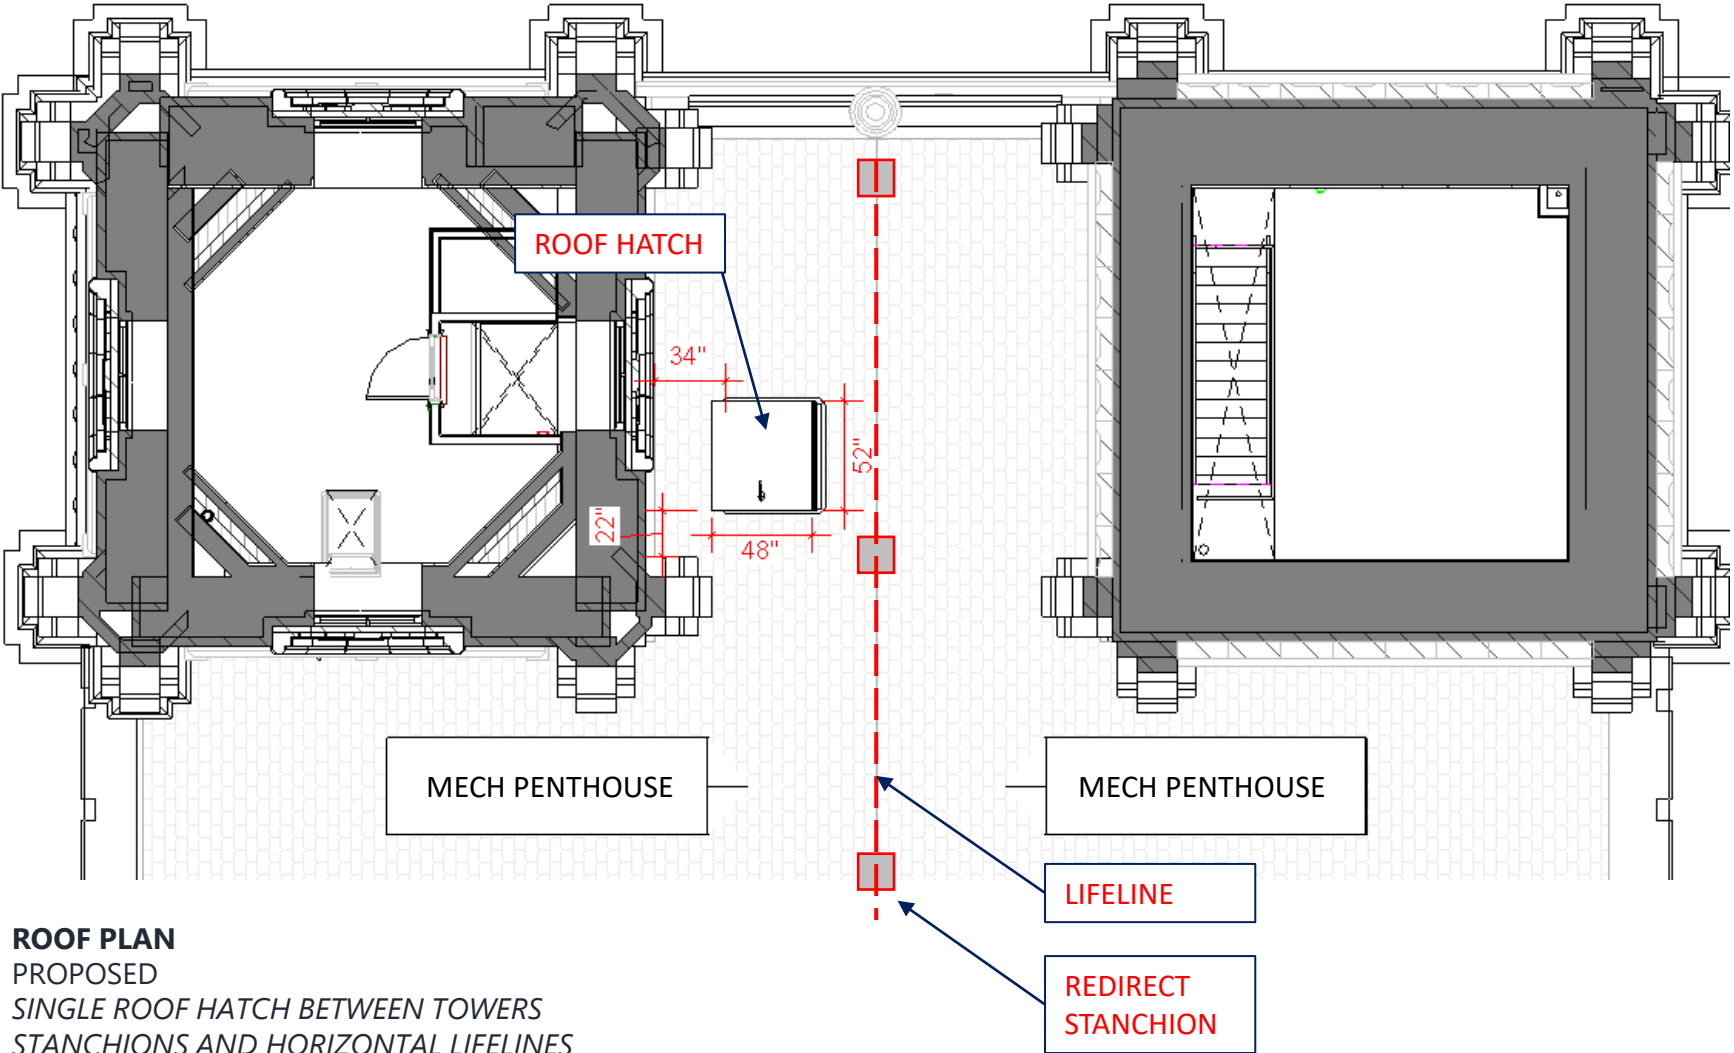 ROOF HATCH
34"
52"
22"
48"
MECH PENTHOUSE
MECH PENTHOUSE
LIFELINE
REDIRECT
STANCHION
ROOF PLAN
PROPOSED
SINGLE ROOF HATCH BETWEEN TOWERS
STANCHIONS AND HORIZONTAL LIFELINES